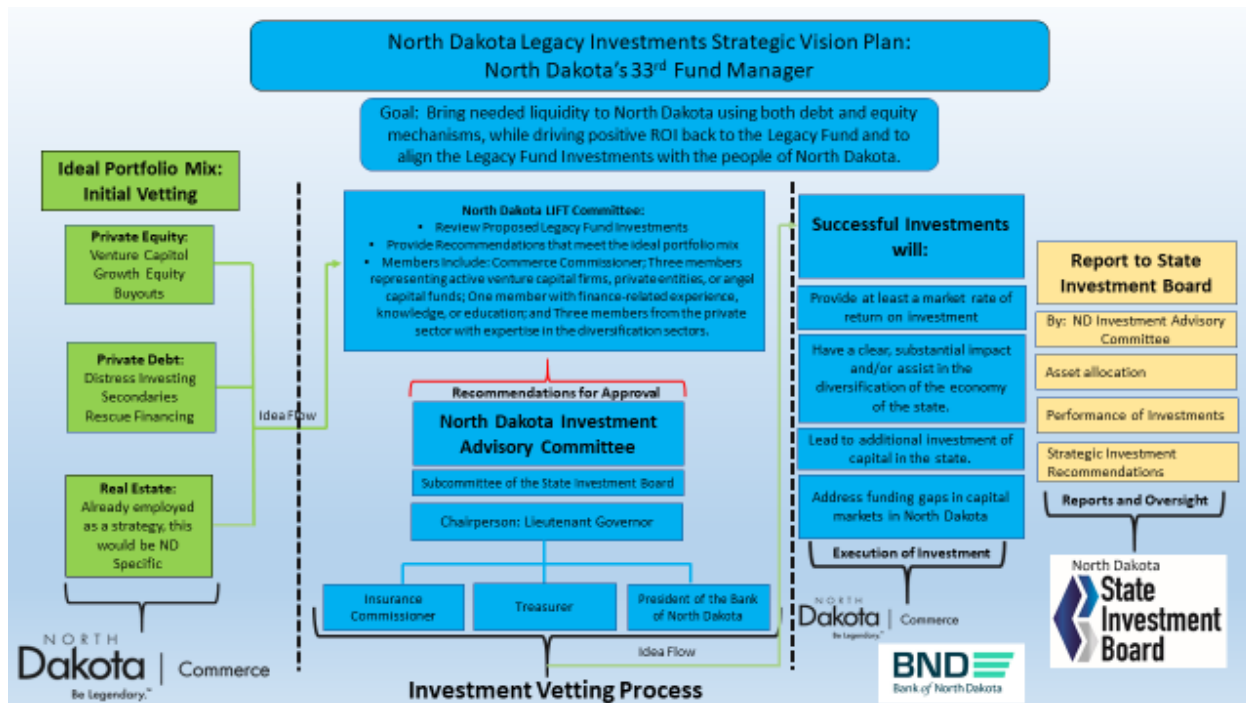 North Dakota Legacy Investments Strategic Vision Plan:
North Dakota's 33rd Fund Manager
Goal: Bring needed liquidity to North Dakota using both debt and equity
mechanisms, while driving positive ROI back to the Legacy Fund and to
align the Legacy Fund Investments with the people of North Dakota.
Ideal Portfolio Mix:
Initial Vetting
Private Equity:
Venture Capitol
Growth Equity
Buyouts
Private Debt:
Distress Investing
Secondaries
Rescue Financing
Real Estate:
Already employed
as a strategy, this
would be ND
Specific
NORTH
Dakota | Commerce
Be Legendary.™
Idea Flow
North Dakota LIFT Committee:
• Review Proposed Legacy Fund Investments
• Provide Recommendations that meet the ideal portfolio mix
• Members Include: Commerce Commissioner; Three members
representing active venture capital firms, private entities, or angel
capital funds; One member with finance-related experience,
knowledge, or education; and Three members from the private
sector with expertise in the diversification sectors.
Recommendations for Approval
North Dakota Investment
Advisory Committee
Subcommittee of the State Investment Board
Chairperson: Lieutenant Governor
Insurance
Commissioner
Treasurer
President of the Bank
of North Dakota
Idea Flow
Investment Vetting Process
Successful Investments
will:
Provide at least a market rate of
return on investment
Have a clear, substantial impact
and/or assist in the
diversification of the economy
of the state.
Lead to additional investment of
capital in the state.
Address funding gaps in capital
markets in North Dakota
Execution of Investment
NORTH
Dakota | Commerce
Be Legendary.™
BND
Bank of North Dakota
Report to State
Investment Board
By: ND Investment Advisory
Committee
Asset allocation
Performance of Investments
Strategic Investment
Recommendations
Reports and Oversight
North Dakota
State
Investment
Board